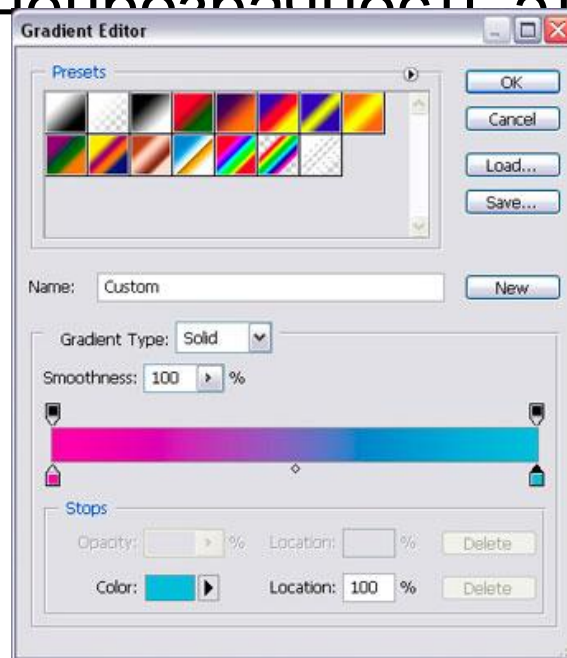 Gradient Editor
Presets
OK
Cancel
Load...
Save...
Name: Custom
New
Gradient Type: Solid
Smoothness: 100 %
Stops
Opacity: % Location: % Delete
Color: Location: 100 % Delete